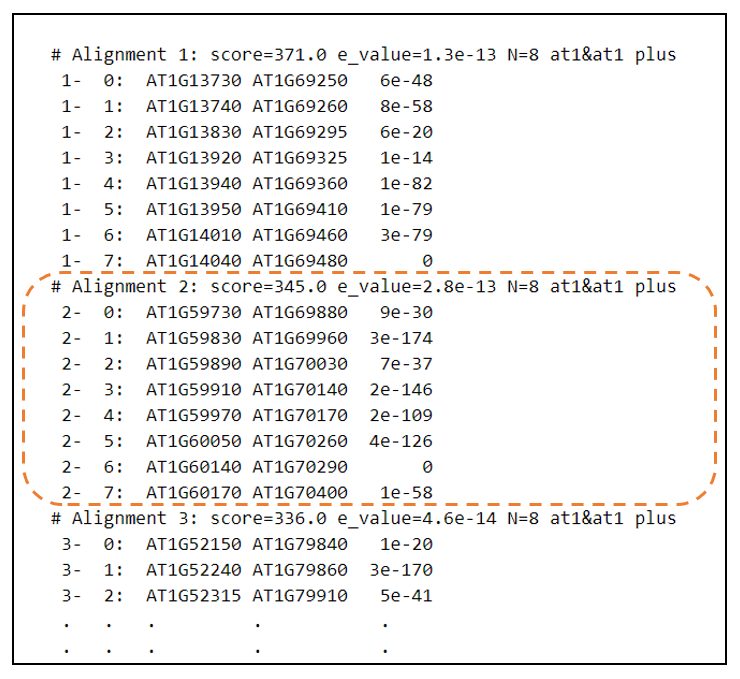 # Alignment 1: score=371.0 e_value=1.3e-13 N=8 at1&at1 plus
1- 0: AT1G13730 AT1G69250 6e-48
1- 1: AT1G13740 AT1G69260 8e-58
1- 2: AT1G13830 AT1G69295 6e-20
1- 3: AT1G13920 AT1G69325 1e-14
1- 4: AT1G13940 AT1G69360 1e-82
1- 5: AT1G13950 AT1G69410 1e-79
1- 6: AT1G14010 AT1G69460 3e-79
1- 7: AT1G14040 AT1G69480 0
# Alignment 2: score=345.0 e_value=2.8e-13 N=8 at1&at1 plus
2- 0: AT1G59730 AT1G69880 9e-30
2- 1: AT1G59830 AT1G69960 3e-174
2- 2: AT1G59890 AT1G70030 7e-37
2- 3: AT1G59910 AT1G70140 2e-146
2- 4: AT1G59970 AT1G70170 2e-109
2- 5: AT1G60050 AT1G70260 4e-126
2- 6: AT1G60140 AT1G70290 0
2- 7: AT1G60170 AT1G70400 1e-58
# Alignment 3: score=336.0 e_value=4.6e-14 N=8 at1&at1 plus
3- 0: AT1G52150 AT1G79840 1e-20
3- 1: AT1G52240 AT1G79860 3e-170
3- 2: AT1G52315 AT1G79910 5e-41
. . . . .
. . . . .